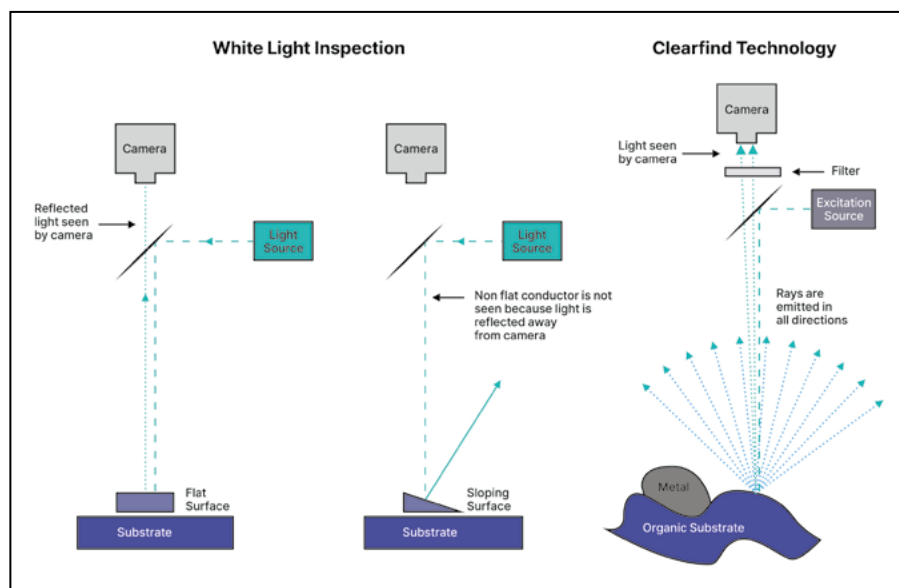 White Light Inspection
Camera
Reflected
light seen
by camera
Light
Source
Flat
Surface
Substrate
Camera
Light
Source
Non flat conductor is not
seen because light is
reflected away
from camera
Sloping
Surface
Substrate
Clearfind Technology
Camera
Light seen
by camera
Filter
Excitation
Source
Rays are
emitted in
all directions
Metal
Organic Substrate